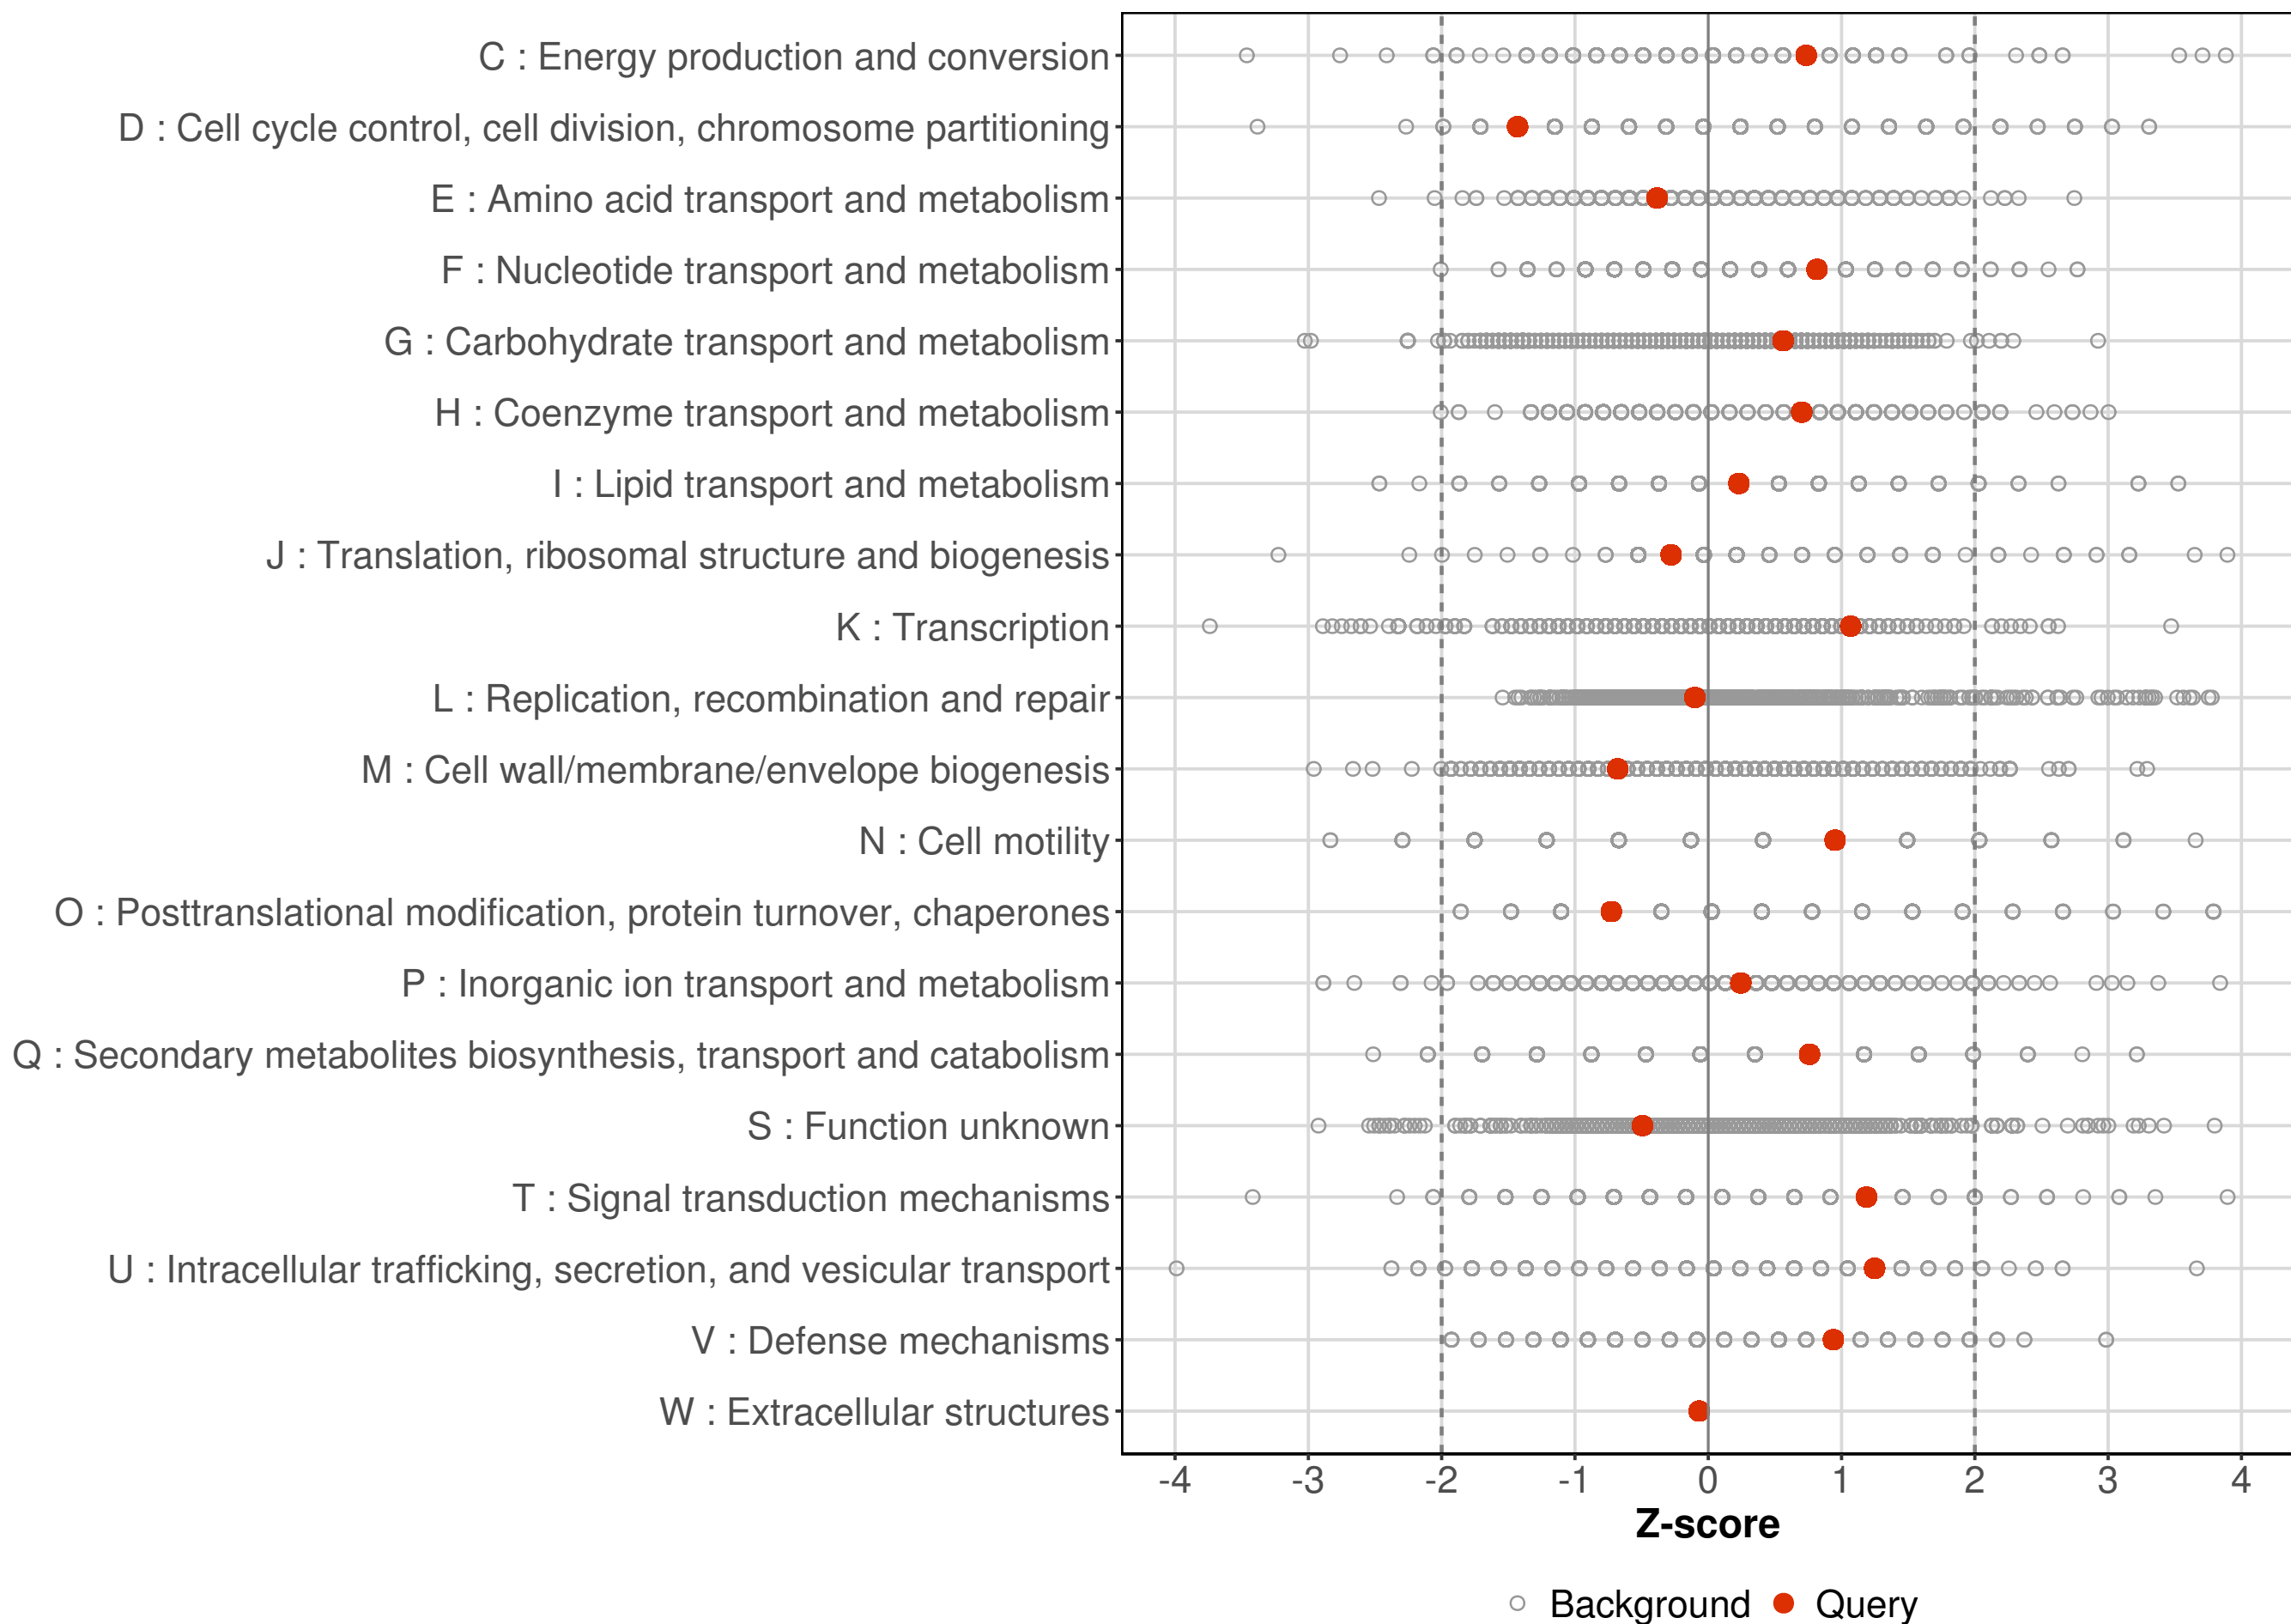 C : Energy production and conversion
D : Cell cycle control, cell division, chromosome partitioning
E : Amino acid transport and metabolism
F : Nucleotide transport and metabolism
G : Carbohydrate transport and metabolism
H : Coenzyme transport and metabolism
I : Lipid transport and metabolism
J : Translation, ribosomal structure and biogenesis
K : Transcription
L : Replication, recombination and repair
M : Cell wall/membrane/envelope biogenesis
N : Cell motility
O : Posttranslational modification, protein turnover, chaperones
P : Inorganic ion transport and metabolism
Q : Secondary metabolites biosynthesis, transport and catabolism
S : Function unknown
T : Signal transduction mechanisms
U : Intracellular trafficking, secretion, and vesicular transport
V : Defense mechanisms
W : Extracellular structures
-4 -3 -2 -1 0 1 2 3 4
Z-score
Background Query